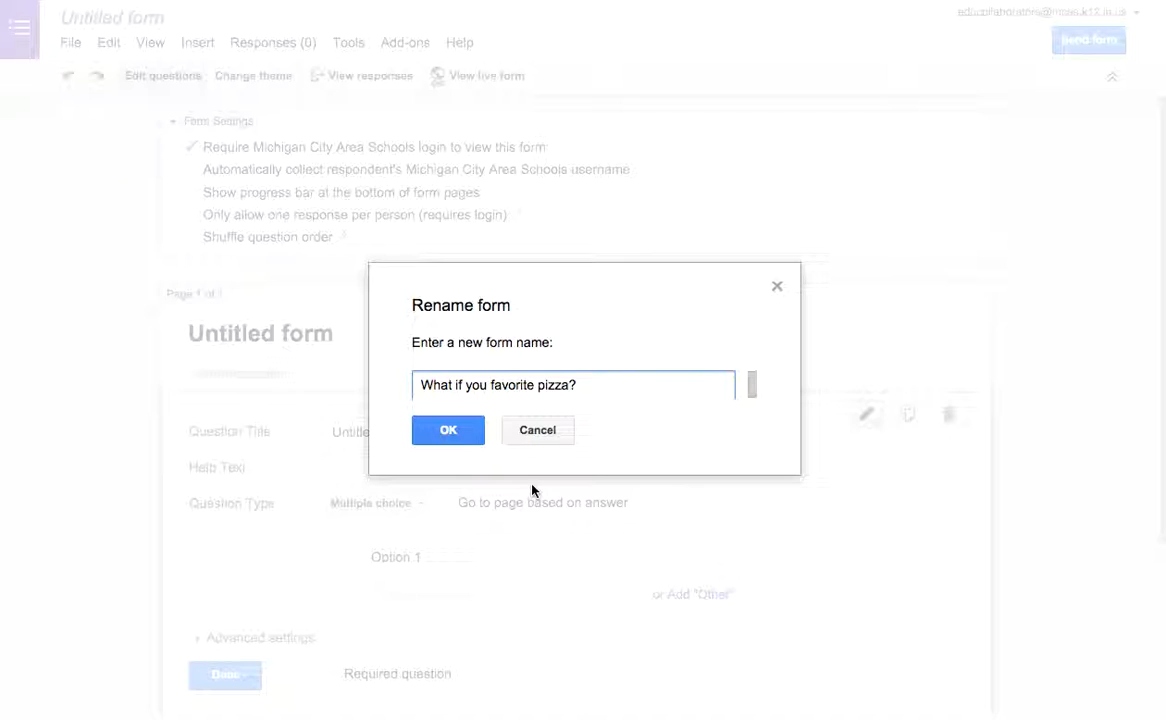 Untitled form
File Edit View Insert Responses (0) Tools Add-ons Help
Send form
Edit questions Change theme View responses View live form
Form Settings
Require Michigan City Area Schools login to view this form
Automatically collect respondent's Michigan City Area Schools username
Show progress bar at the bottom of form pages
Only allow one response per person (requires login)
Shuffle question order
Page 1 of 1
Untitled form
Rename form
Enter a new form name:
What if you favorite pizza?
OK Cancel
Question Title Untitle
Help Text
Question Type Multiple choice Go to page based on answer
Option 1
or Add "Other"
Advanced settings
Done Required question